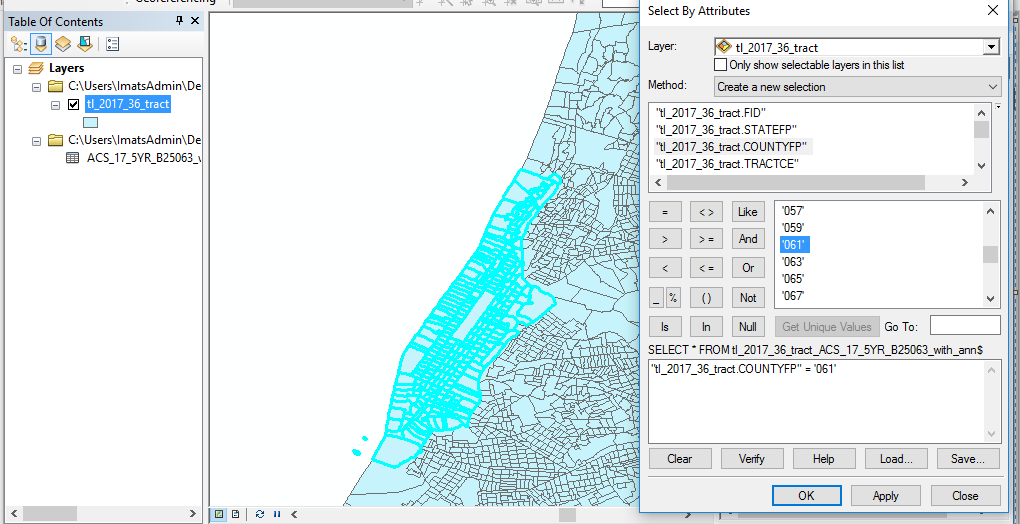 Georeferencing
Table Of Contents
Layers
C:\Users\ImatsAdmin\De
tl_2017_36_tract
C:\Users\ImatsAdmin\De
ACS_17_5YR_B25063_v
Select By Attributes
Layer:
tl_2017_36_tract
Only show selectable layers in this list
Method:
Create a new selection
"tl_2017_36_tract.FID"
"tl_2017_36_tract.STATEFP"
"tl_2017_36_tract.COUNTYFP"
"tl_2017_36_tract.TRACTCE"
= < > Like
> > = And
< < = Or
_ % ( ) Not
Is In Null
'057'
'059'
'061'
'063'
'065'
'067'
Get Unique Values Go To:
SELECT * FROM tl_2017_36_tract_ACS_17_5YR_B25063_with_ann$
"tl_2017_36_tract.COUNTYFP" = '061'
Clear Verify Help Load... Save...
OK Apply Close